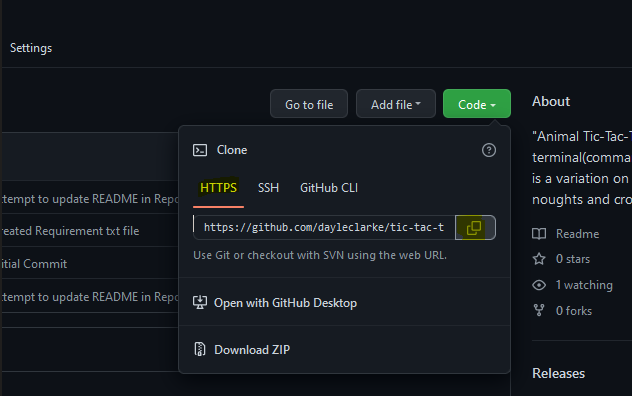 Settings
Go to file
Add file
Code
About
Clone
HTTPS
SSH
GitHub CLI
https://github.com/dayleclarke/tic-tac-t
Use Git or checkout with SVN using the web URL.
Open with GitHub Desktop
Download ZIP
ttempt to update README in Repo
reated Requirement txt file
itial Commit
ttempt to update README in Repo
"Animal Tic-Tac-T
terminal(comma
is a variation on
noughts and cro
Readme
0 stars
1 watching
0 forks
Releases